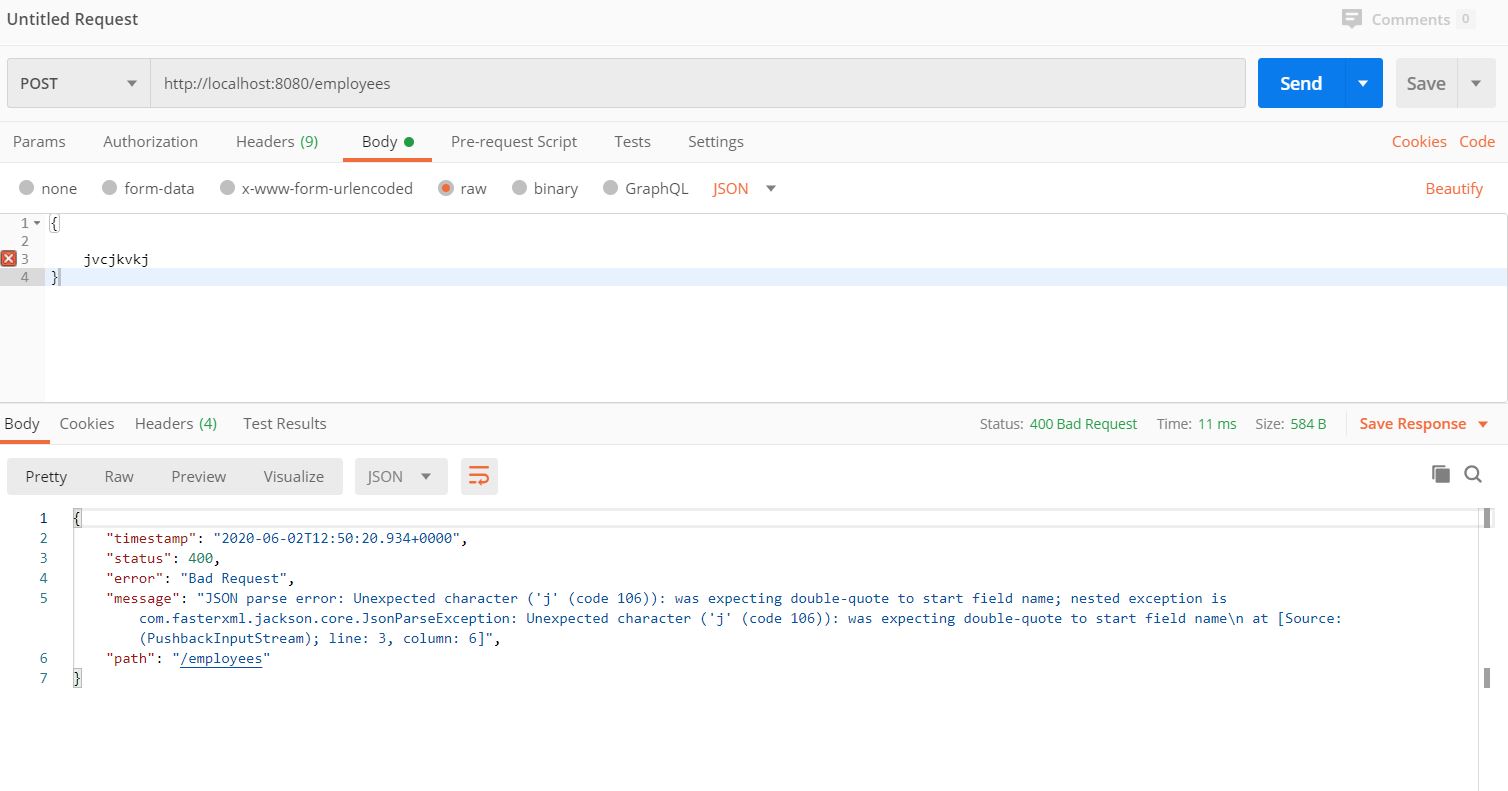 Untitled Request
Comments 0
POST http://localhost:8080/employees Send Save
Params Authorization Headers (9) Body Pre-request Script Tests Settings Cookies Code
none form-data x-www-form-urlencoded raw binary GraphQL JSON Beautify
1 {
2
3 jvcjkvkj
4 }
Body Cookies Headers (4) Test Results Status: 400 Bad Request Time: 11 ms Size: 584 B Save Response
Pretty Raw Preview Visualize JSON
1 {
2 "timestamp": "2020-06-02T12:50:20.934+0000",
3 "status": 400,
4 "error": "Bad Request",
5 "message": "JSON parse error: Unexpected character ('j' (code 106)): was expecting double-quote to start field name; nested exception is
com.fasterxml.jackson.core.JsonParseException: Unexpected character ('j' (code 106)): was expecting double-quote to start field name\n at [Source:
(PushbackInputStream); line: 3, column: 6]",
6 "path": "/employees"
7 }